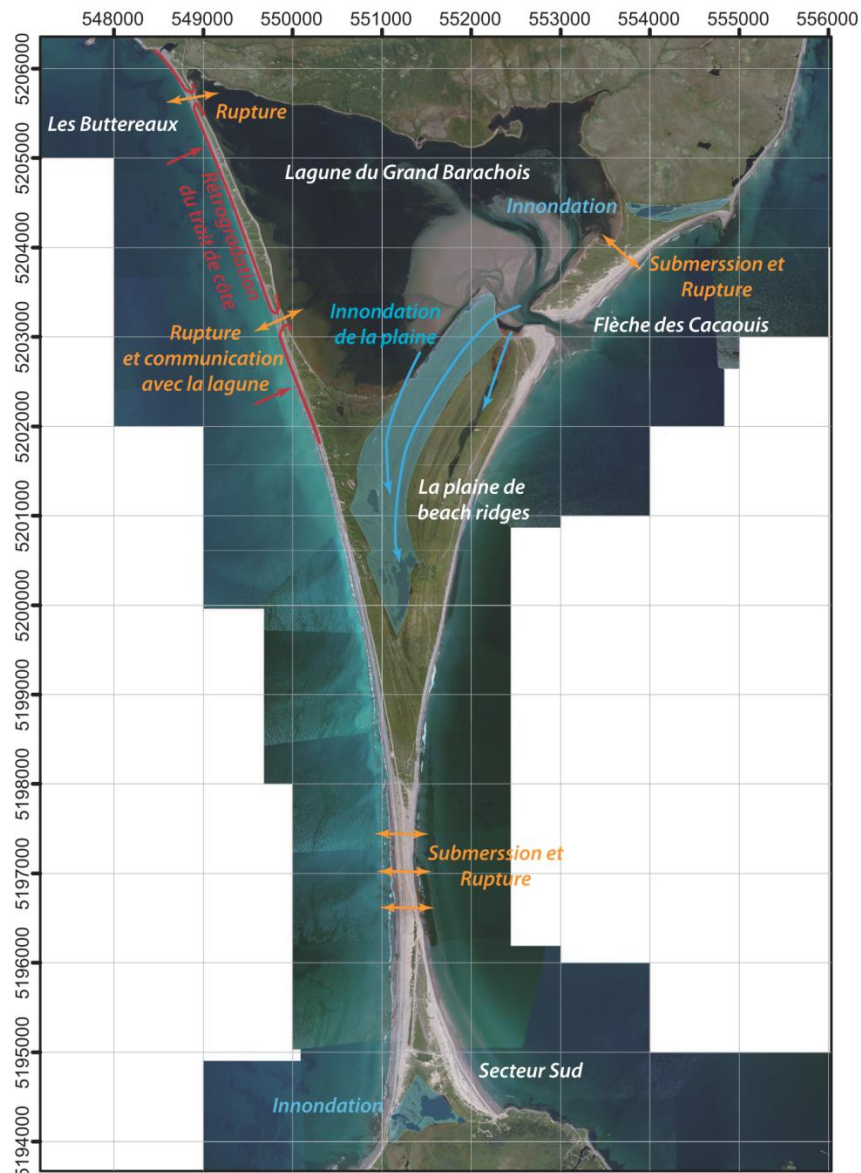 548000 549000 550000 551000 552000 553000 554000 555000 556000
5206000
5205000
5204000
5203000
5202000
5201000
5200000
5199000
5198000
5197000
5196000
5195000
5194000
Rupture
Les Buttereaux
Lagune du Grand Barachois
Retrogradation
du trait de côte
Innondation
Submerssion et
Rupture
Innondation
de la plaine
Flèche des Cacaouis
Rupture
et communication
avec la lagune
La plaine de
beach ridges
Submerssion et
Rupture
Secteur Sud
Innondation